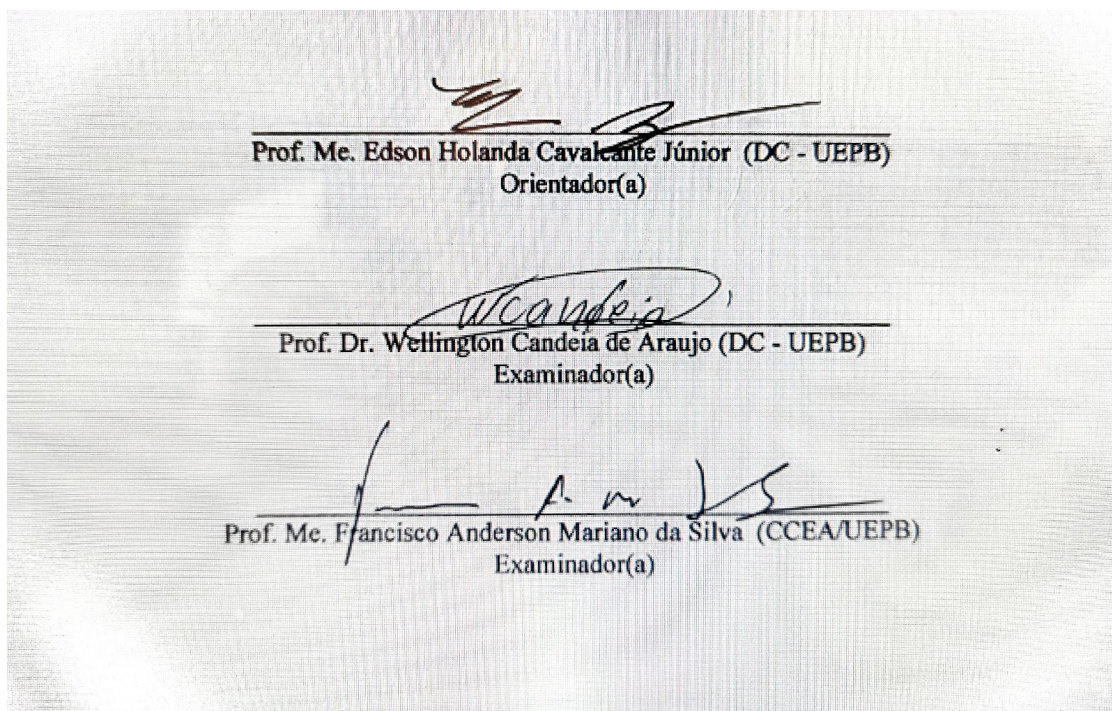 Prof. Me. Edson Holanda Cavalcante Júnior (DC - UEPB)
Orientador(a)
WCandeia
Prof. Dr. Wellington Candeia de Araujo (DC - UEPB)
Examinador(a)
Prof. Me. Francisco Anderson Mariano da Silva (CCEA/UEPB)
Examinador(a)